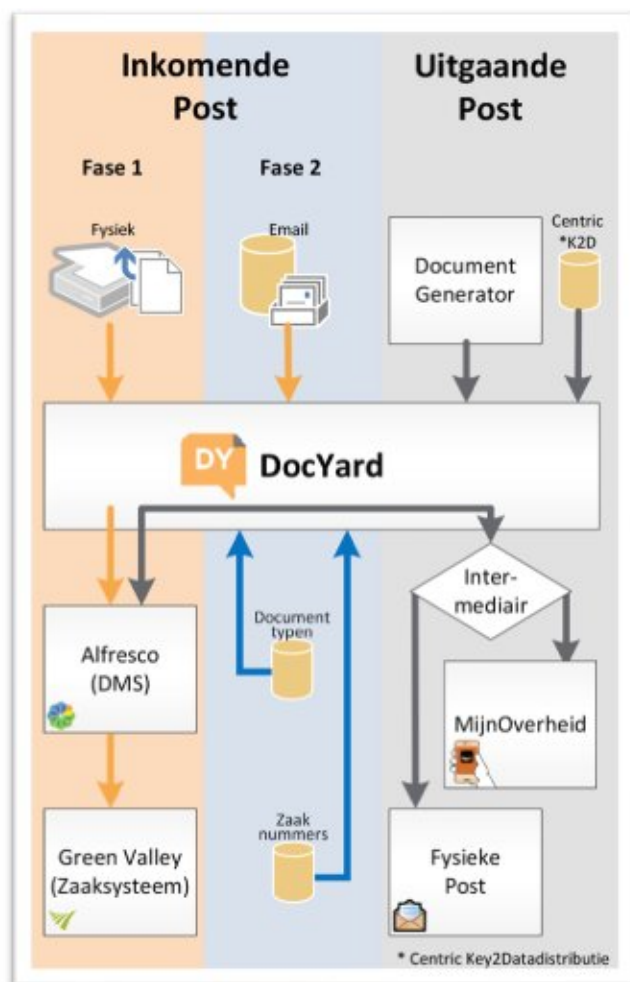 Inkomende
Post
Uitgaande
Post
Fase 1
Fase 2
Fysiek
Email
Document
Generator
Centric
*K2D
DY
DocYard
Inter-
mediair
Alfresco
(DMS)
Document
typen
MijnOverheid
Green Valley
(Zaaksysteem)
Zaak
nummers
Fysieke
Post
* Centric Key2Datadistributie